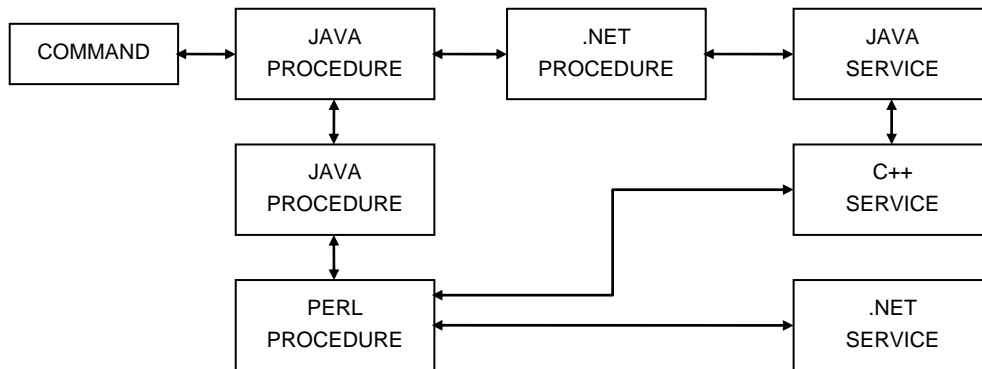 COMMAND
JAVA
PROCEDURE
.NET
PROCEDURE
JAVA
SERVICE
JAVA
PROCEDURE
C++
SERVICE
PERL
PROCEDURE
.NET
SERVICE